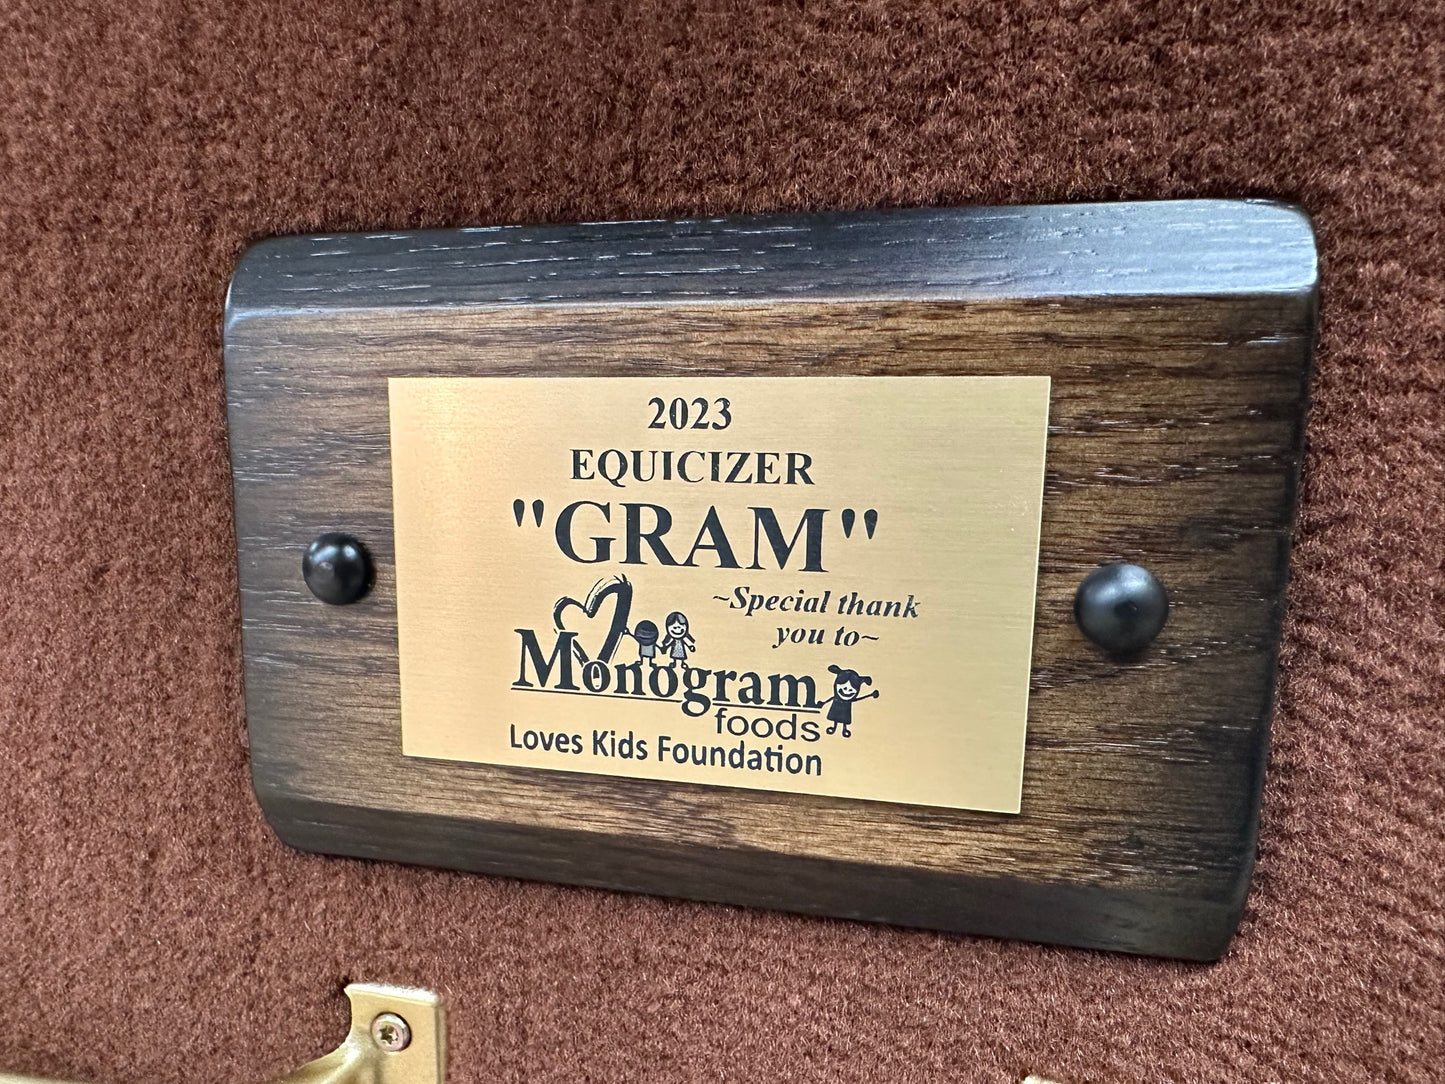 2023
EQUICIZER
"GRAM"
~Special thank
you to~
Monogram
foods
Loves Kids Foundation